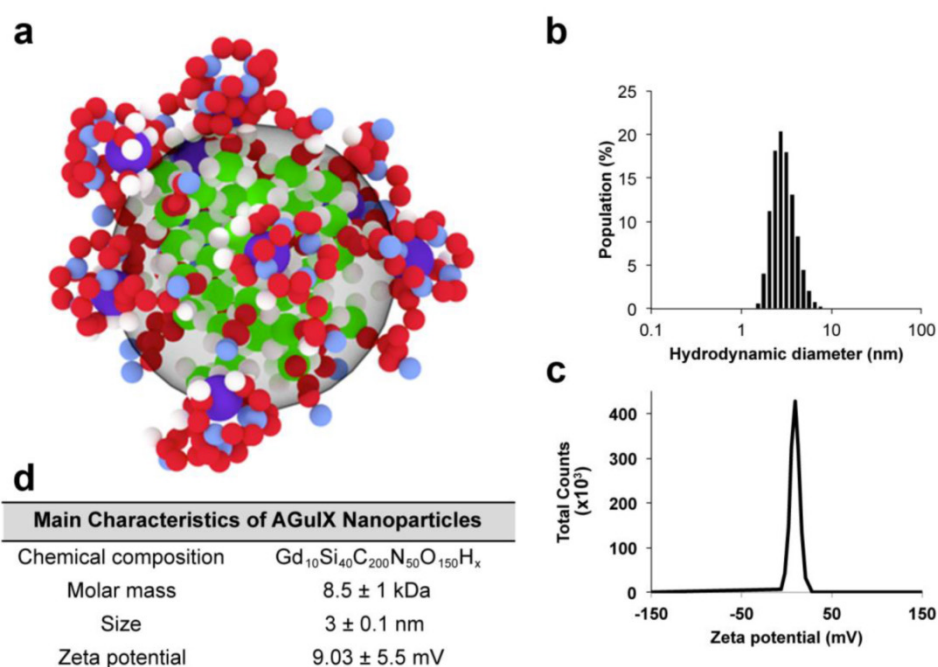 a
b
25
20
15
10
5
0
Population (%)
0.1 1 10 100
Hydrodynamic diameter (nm)
c
400
300
200
100
0
Total Counts
(x10³)
-150 -50 50 150
Zeta potential (mV)
d
Main Characteristics of AGuIX Nanoparticles
Chemical composition Gd₁₀Si₄₀C₂₀₀N₅₀O₁₅₀Hₓ
Molar mass 8.5 ± 1 kDa
Size 3 ± 0.1 nm
Zeta potential 9.03 ± 5.5 mV